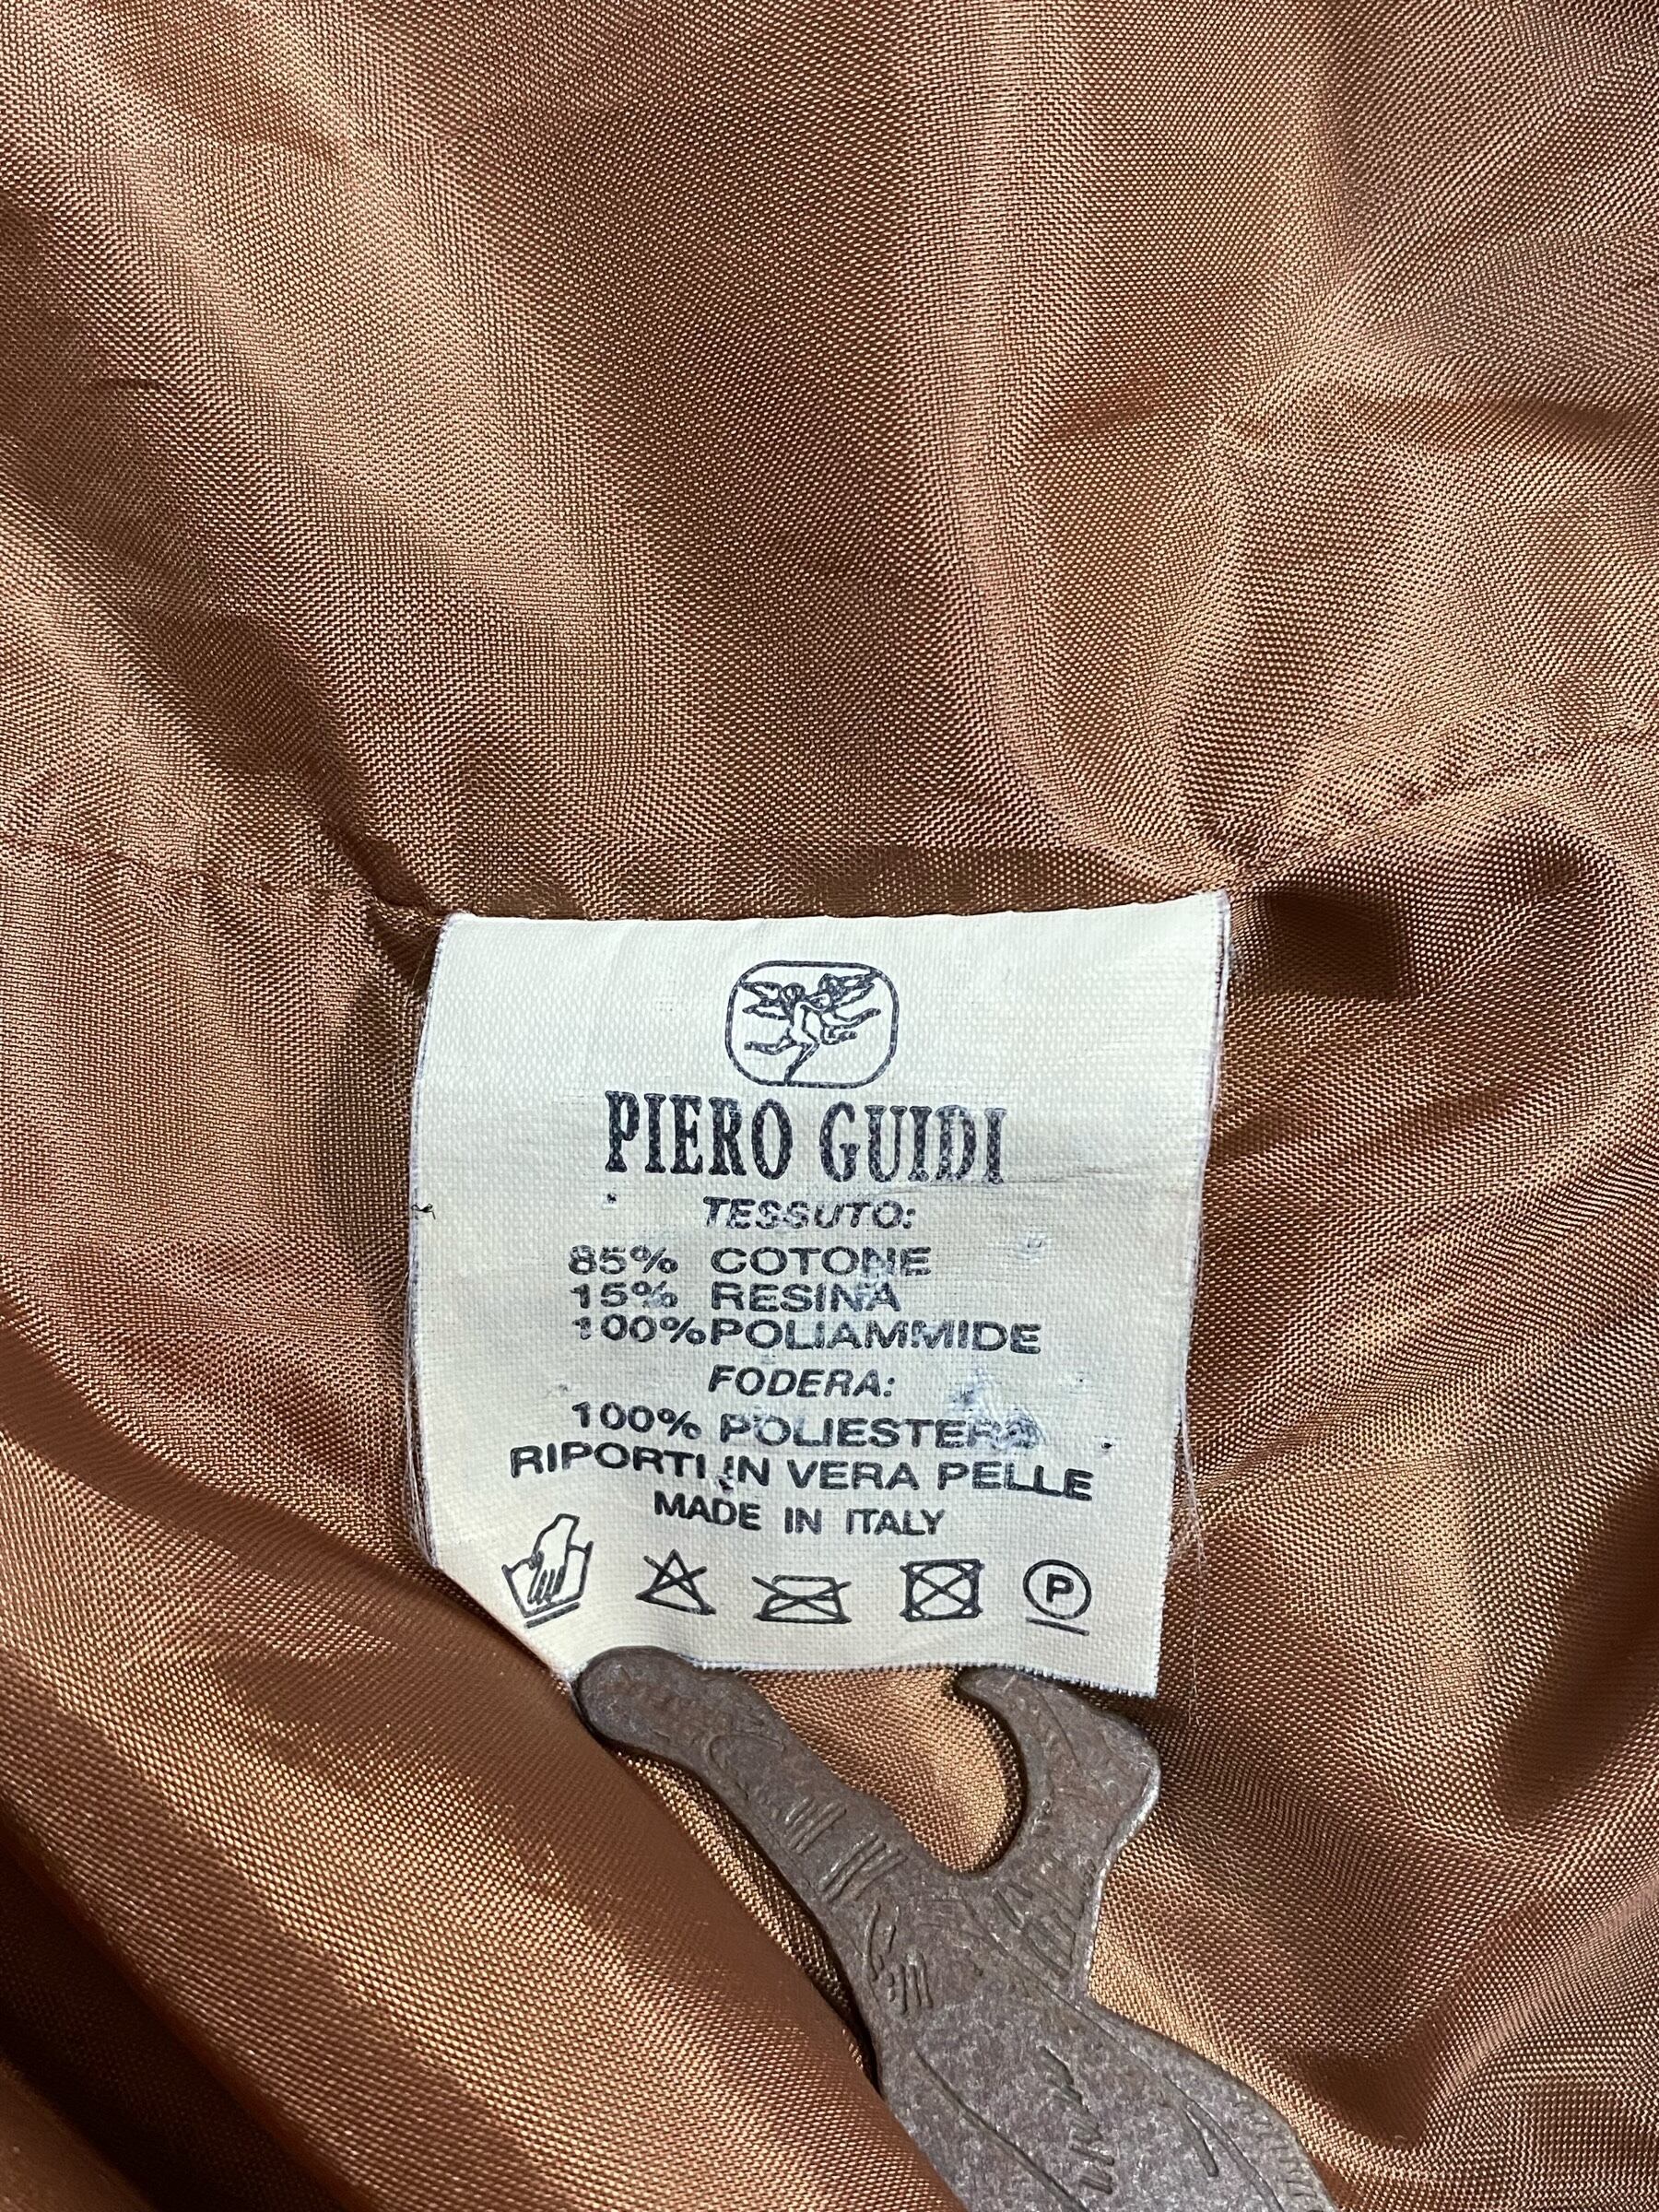 PIERO GUIDI
TESSUTO:
85% COTONE
15% RESINA
100%POLIAMMIDE
FODERA:
100% POLIESTERE
RIPORTI IN VERA PELLE
MADE IN ITALY
P